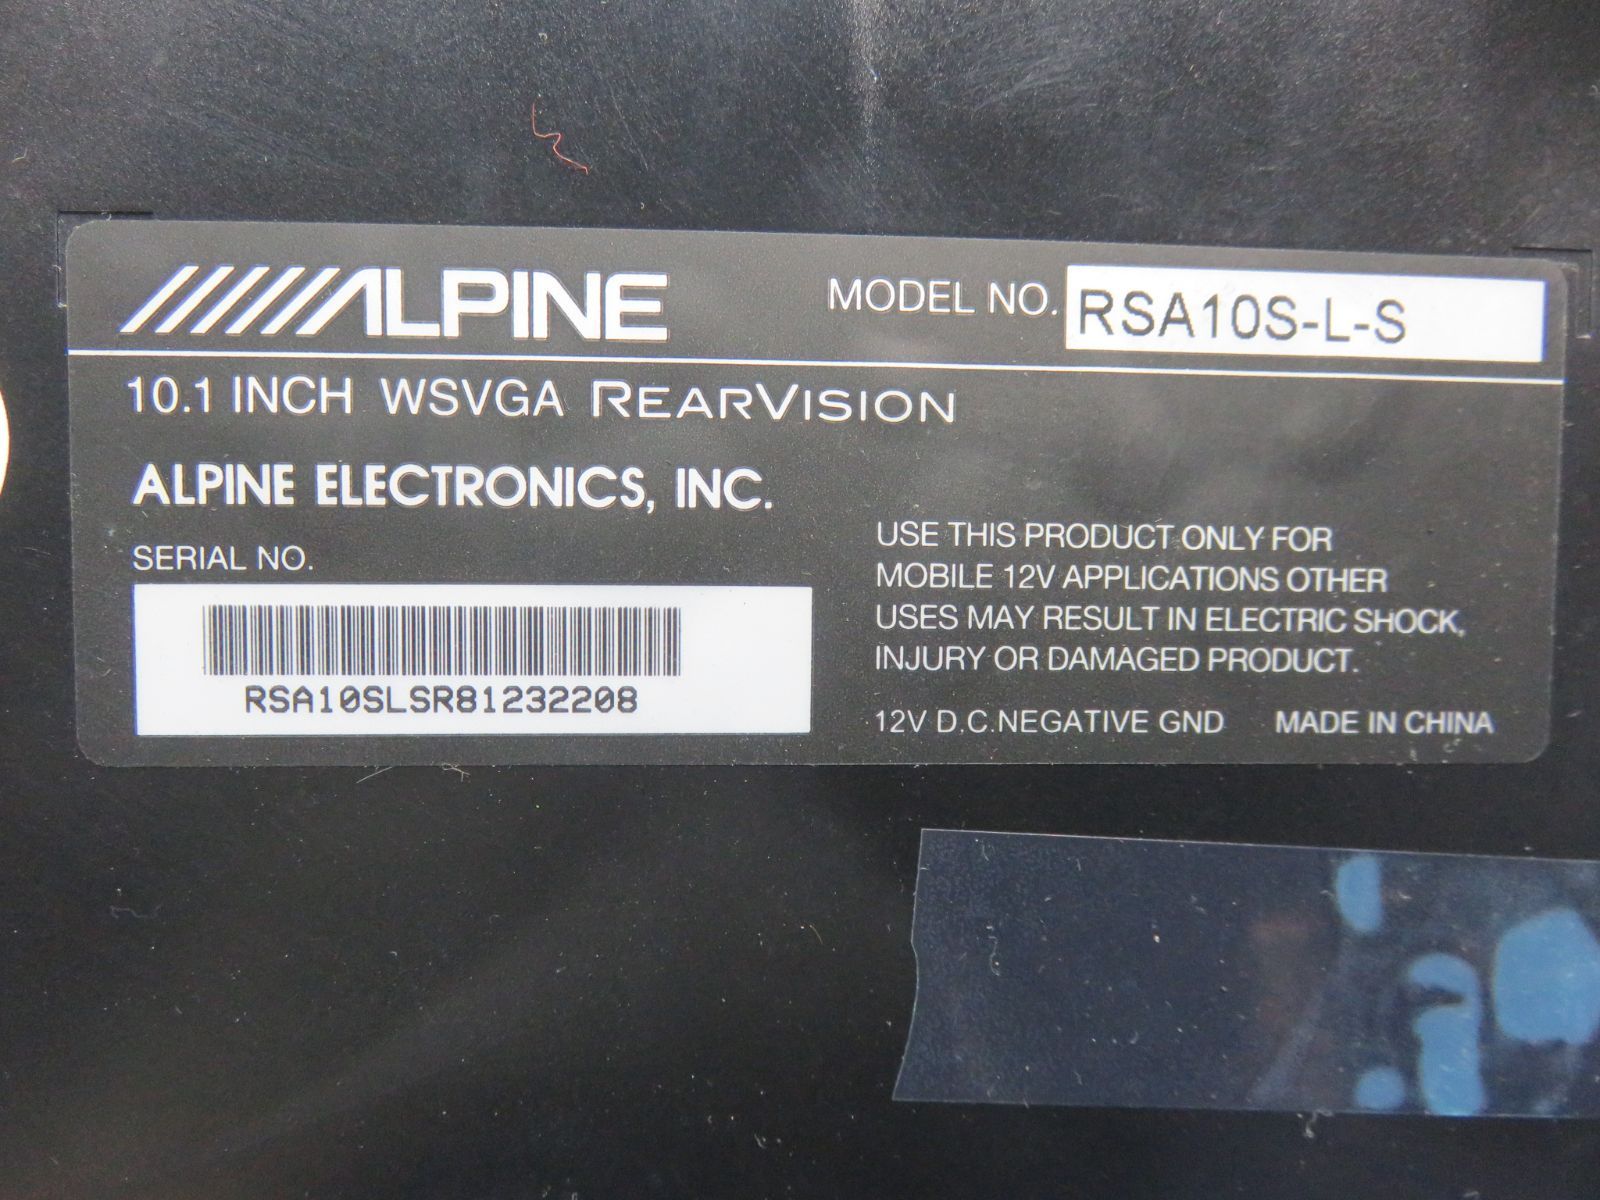 ALPINE
MODEL NO. RSA10S-L-S
10.1 INCH WSVGA REARVISION
ALPINE ELECTRONICS, INC.
SERIAL NO.
RSA10SLSR81232208
USE THIS PRODUCT ONLY FOR
MOBILE 12V APPLICATIONS OTHER
USES MAY RESULT IN ELECTRIC SHOCK,
INJURY OR DAMAGED PRODUCT.
12V D.C.NEGATIVE GND MADE IN CHINA